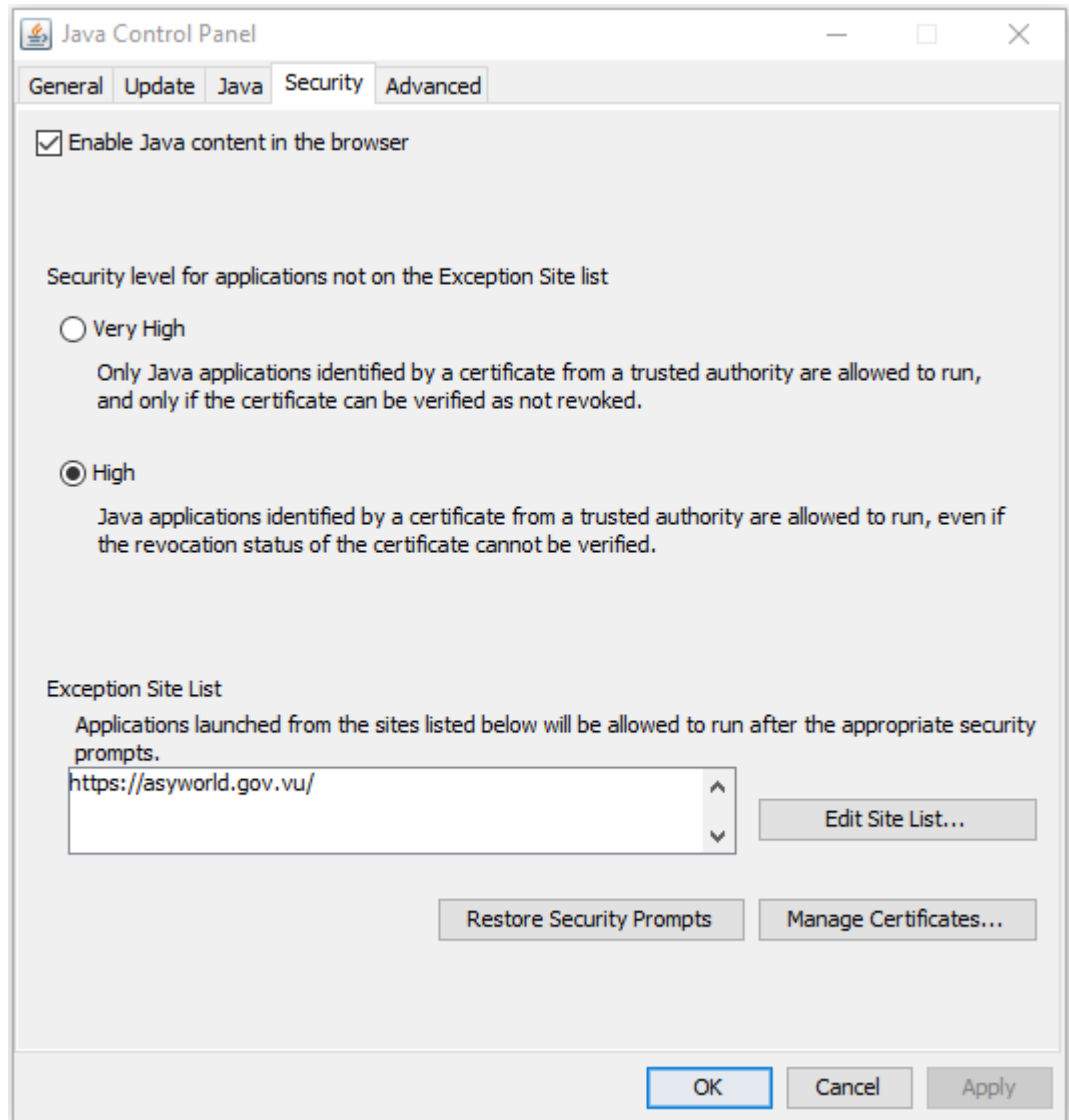 Java Control Panel
General Update Java Security Advanced
Enable Java content in the browser
Security level for applications not on the Exception Site list
Very High
Only Java applications identified by a certificate from a trusted authority are allowed to run,
and only if the certificate can be verified as not revoked.
High
Java applications identified by a certificate from a trusted authority are allowed to run, even if
the revocation status of the certificate cannot be verified.
Exception Site List
Applications launched from the sites listed below will be allowed to run after the appropriate security
prompts.
https://asyworld.gov.vu/
Edit Site List...
Restore Security Prompts Manage Certificates...
OK Cancel Apply